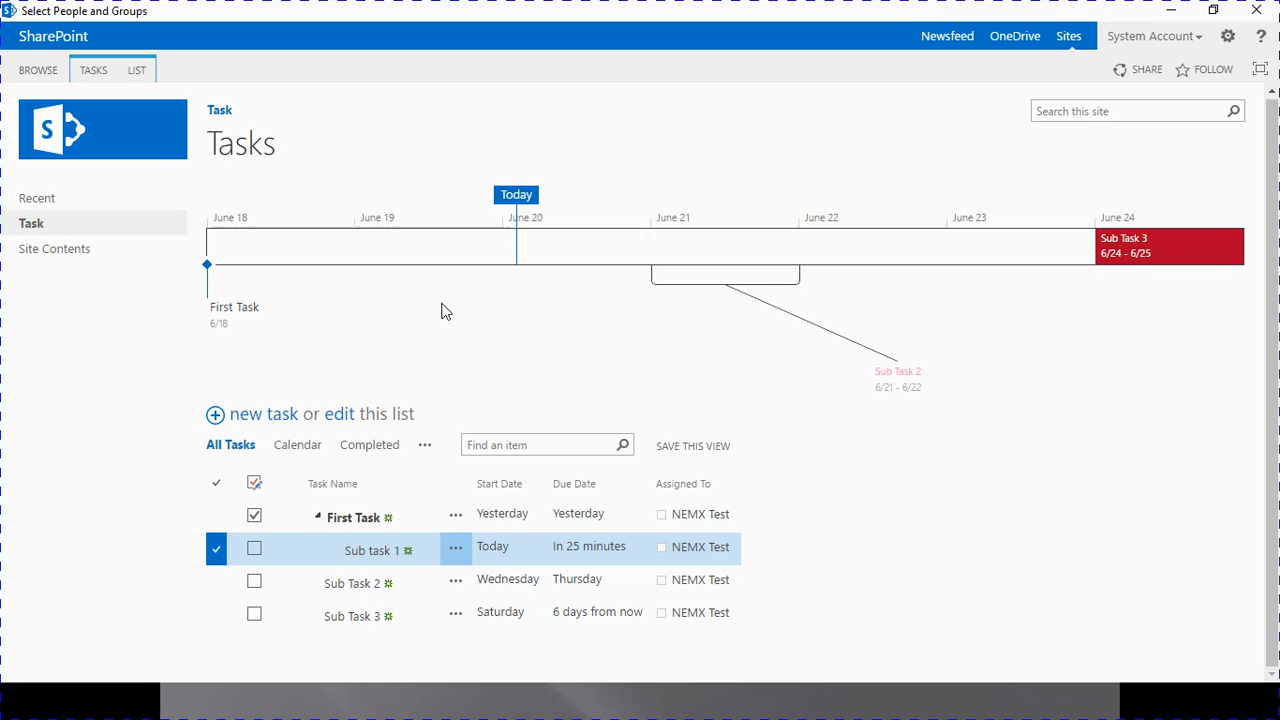 Select People and Groups
SharePoint
Newsfeed OneDrive Sites System Account ?
BROWSE TASKS LIST SHARE FOLLOW
S
Task
Tasks
Search this site
Recent
Task
Site Contents
Today
June 18 June 19 June 20 June 21 June 22 June 23 June 24
Sub Task 3
6/24 - 6/25
First Task
6/18
Sub Task 2
6/21 - 6/22
new task or edit this list
All Tasks Calendar Completed ••• Find an item SAVE THIS VIEW
Task Name Start Date Due Date Assigned To
First Task ••• Yesterday Yesterday NEMX Test
Sub task 1 ••• Today In 25 minutes NEMX Test
Sub Task 2 ••• Wednesday Thursday NEMX Test
Sub Task 3 ••• Saturday 6 days from now NEMX Test